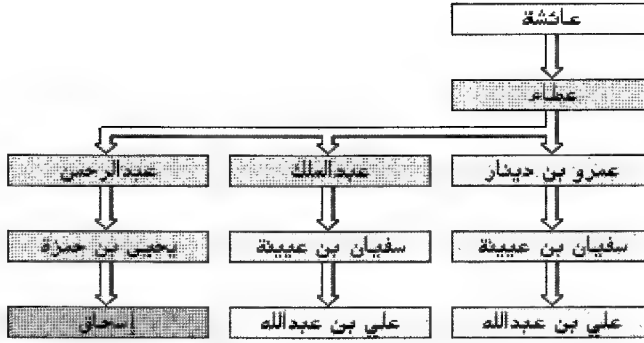 عائشة
عطاء
عمرو بن دينار
عبدالملك
عبدالرحمن
سفيان بن عيينة
سفيان بن عيينة
يحيى بن حمزة
علي بن عبدالله
علي بن عبدالله
إسحاق